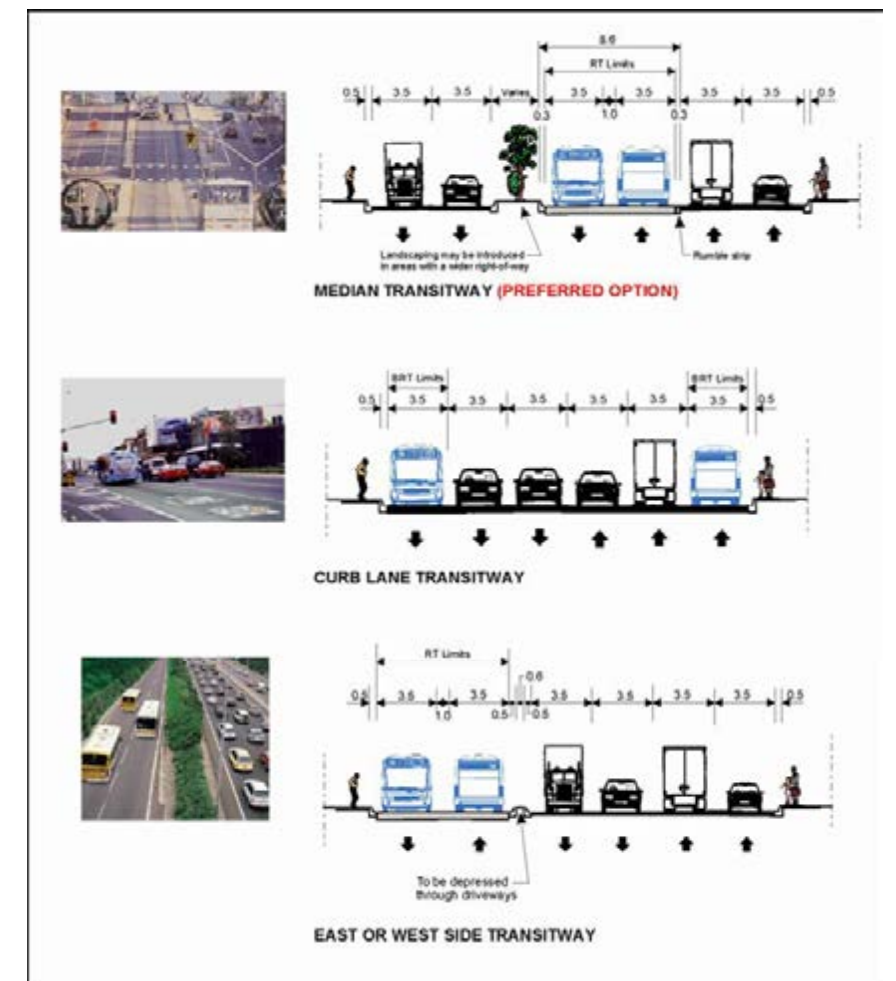 8.6
RT Limits
0.5 3.5 3.5 Varies 3.5 3.5 3.5 3.5 0.5
0.3 1.0 0.3
Landscaping may be introduced
in areas with a wider right-of-way
Rumble strip
MEDIAN TRANSITWAY (PREFERRED OPTION)
BRT Limits BRT Limits
0.5 3.5 3.5 3.5 3.5 3.5 3.5 0.5
CURB LANE TRANSITWAY
RT Limits
0.6
0.5 3.5 3.5 3.5 3.5 3.5 3.5 0.5
1.0 0.5 0.5
To be depressed
through driveways
EAST OR WEST SIDE TRANSITWAY